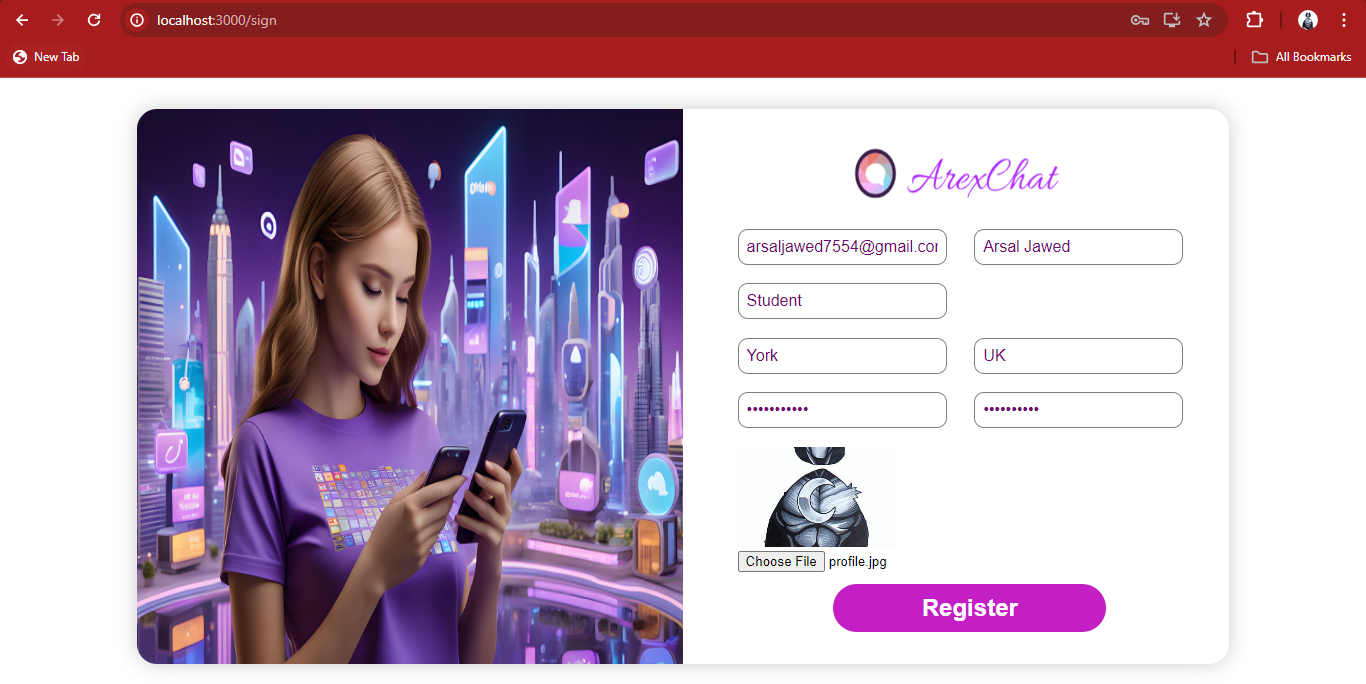 localhost:3000/sign
New Tab
All Bookmarks
ArexChat
arsaljawed7554@gmail.cor
Arsal Jawed
Student
York
UK
•••••••••••
••••••••••
Choose File profile.jpg
Register